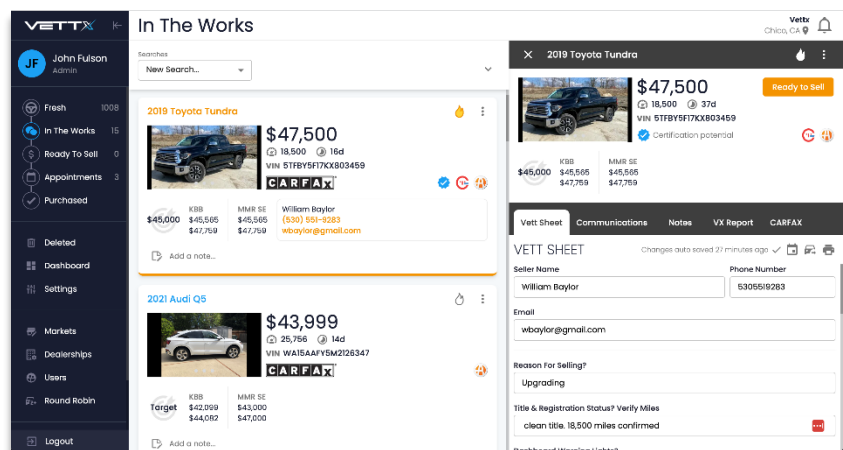 VETTX
JF
John Fulson
Admin
Fresh 1008
In The Works 15
Ready To Sell 0
Appointments 3
Purchased
Deleted
Dashboard
Settings
Markets
Dealerships
Users
Round Robin
Logout
In The Works
Vettx
Chico, CA
Searches
New Search...
2019 Toyota Tundra
$47,500
18,500 16d
VIN 5TFBY5F17KX803459
CARFAX
$45,000
KBB
$45,565
$47,759
MMR SE
$45,565
$47,759
William Baylor
(530) 551-9283
wbaylor@gmail.com
Add a note...
2021 Audi Q5
$43,999
25,756 14d
VIN WA15AAFY5M2126347
CARFAX
Target
KBB
$42,099
$44,082
MMR SE
$43,000
$47,000
Add a note...
2019 Toyota Tundra
$47,500
Ready to Sell
18,500 37d
VIN 5TFBY5F17KX803459
Certification potential
$45,000
KBB
$45,565
$47,759
MMR SE
$45,565
$47,759
Vett Sheet Communications Notes VX Report CARFAX
VETT SHEET
Changes auto saved 27 minutes ago
Seller Name
William Baylor
Phone Number
5305519283
Email
wbaylor@gmail.com
Reason For Selling?
Upgrading
Title & Registration Status? Verify Miles
clean title. 18,500 miles confirmed
Dashboard Warning Lights?